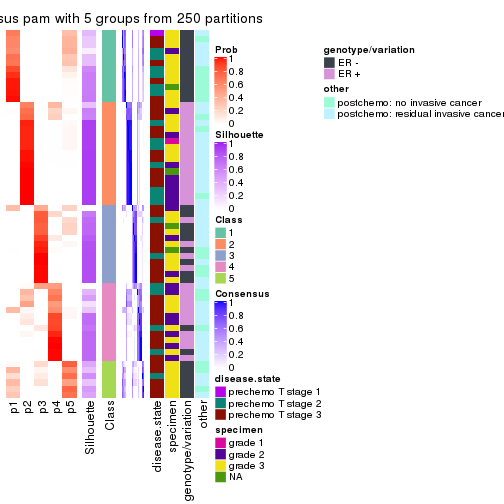 sus pam with 5 groups from 250 partitions
Prob
1
0.8
0.6
0.4
0.2
0
Silhouette
1
0.8
0.6
0.4
0.2
0
Class
1
2
3
4
5
Consensus
1
0.8
0.6
0.4
0.2
0
disease.state
prechemo T stage 1
prechemo T stage 2
prechemo T stage 3
specimen
grade 1
grade 2
grade 3
NA
genotype/variation
ER -
ER +
other
postchemo: no invasive cancer
postchemo: residual invasive cancer
p1
p2
p3
p4
p5
Silhouette
Class
disease.state
specimen
genotype/variation
other